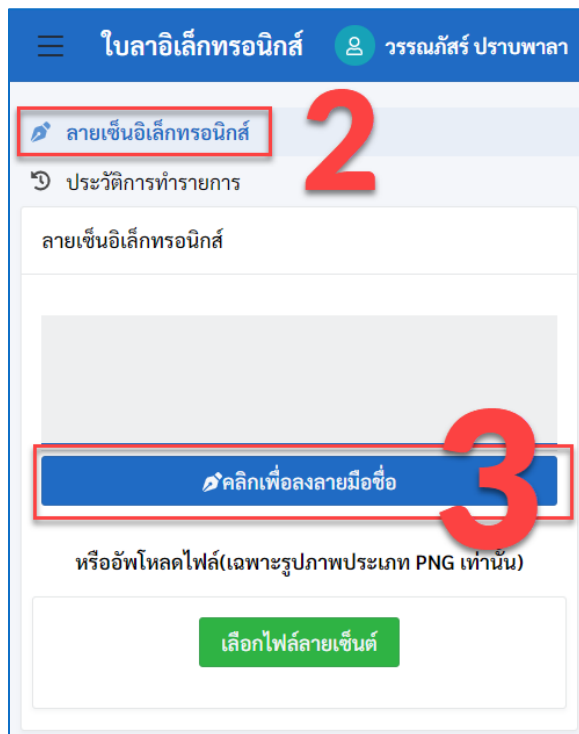 ใบลาอิเล็กทรอนิกส์ วรรณภัสร์ ปราบพาลา
ลายเซ็นอิเล็กทรอนิกส์ 2
ประวัติการทำรายการ
ลายเซ็นอิเล็กทรอนิกส์
คลิกเพื่อลงลายมือชื่อ 3
หรืออัพโหลดไฟล์(เฉพาะรูปภาพประเภท PNG เท่านั้น)
เลือกไฟล์ลายเซ็นต์